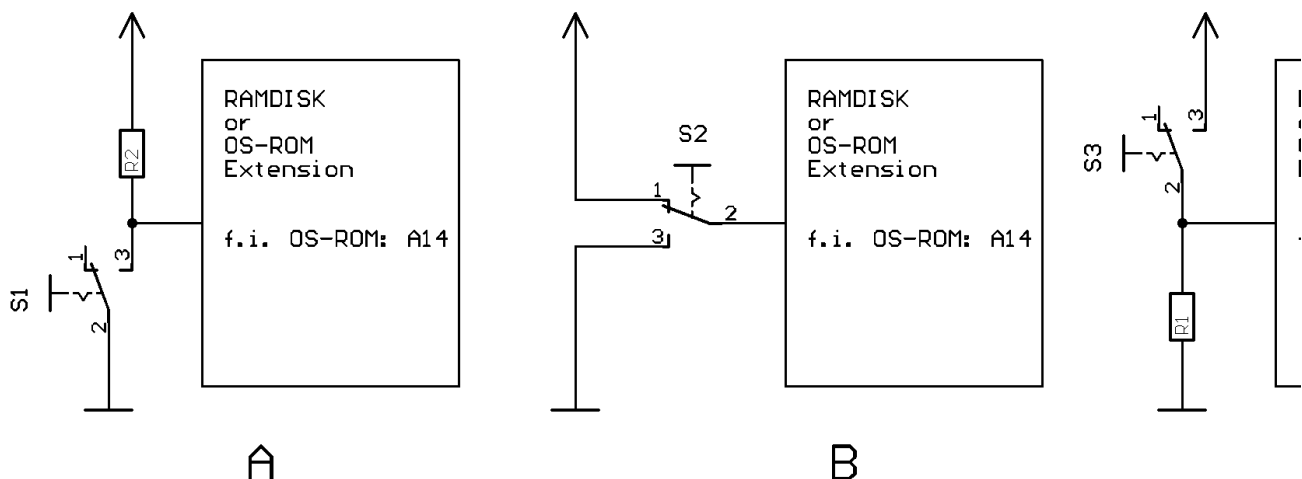 RAMDISK
or
OS-ROM
Extension
f.i. OS-ROM: A14
R2
1
3
S1
2
A
RAMDISK
or
OS-ROM
Extension
f.i. OS-ROM: A14
S2
1
2
3
B
1
3
S3
2
R1